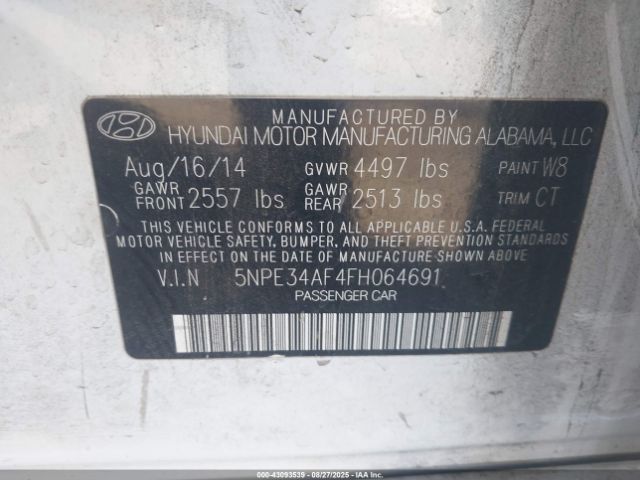 MANUFACTURED BY
HYUNDAI MOTOR MANUFACTURING ALABAMA, LLC
Aug/16/14 GVWR 4497 lbs PAINT W8
GAWR FRONT 2557 lbs GAWR REAR 2513 lbs TRIM CT
THIS VEHICLE CONFORMS TO ALL APPLICABLE U.S.A. FEDERAL
MOTOR VEHICLE SAFETY, BUMPER, AND THEFT PREVENTION STANDARDS
IN EFFECT ON THE DATE OF MANUFACTURE SHOWN ABOVE
V.I.N 5NPE34AF4FH064691
PASSENGER CAR
000-43093539 - 08/27/2025 - COPYRIGHT IAA, LLC